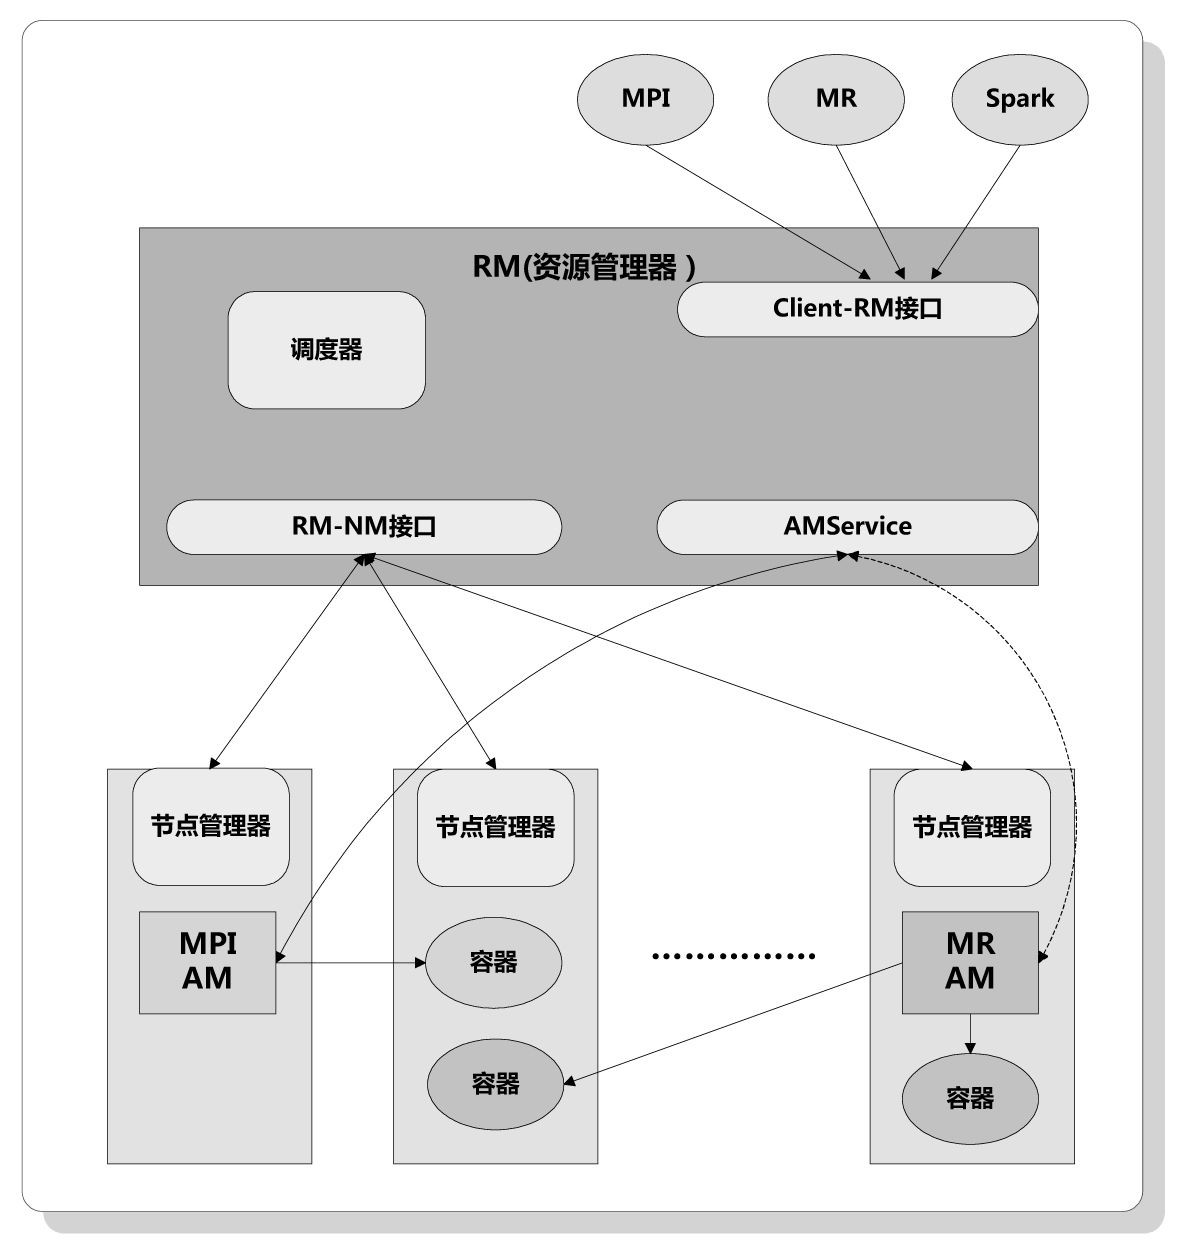 MPI
MR
Spark
RM(资源管理器）
Client-RM接口
调度器
RM-NM接口
AMService
节点管理器
节点管理器
节点管理器
MPI
AM
容器
••••••••••••••
MR
AM
容器
容器